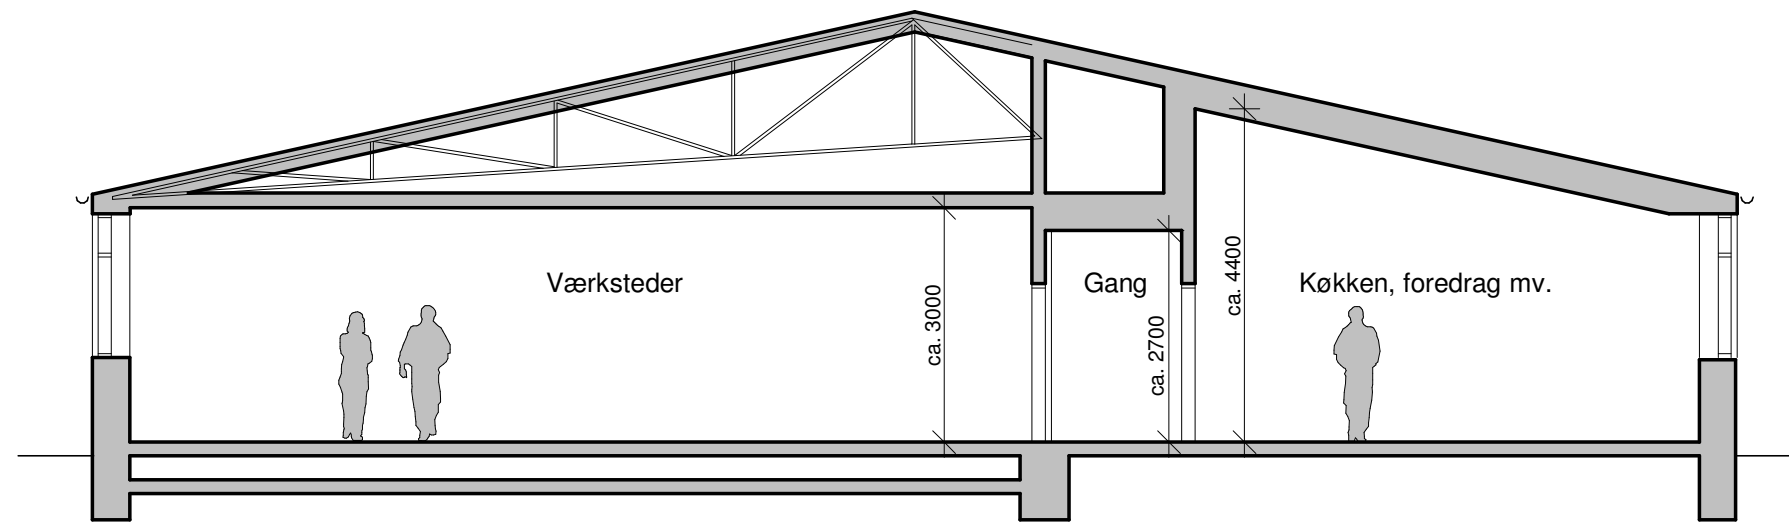 Værksteder
ca. 3000
Gang
ca. 2700
ca. 4400
Køkken, foredrag mv.